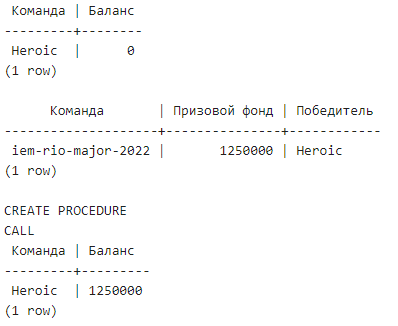 Команда | Баланс
---------+--------
 Heroic  |      0
(1 row)

      Команда       | Призовой фонд | Победитель
--------------------+---------------+------------
 iem-rio-major-2022 |       1250000 | Heroic
(1 row)

CREATE PROCEDURE
CALL
 Команда | Баланс
---------+---------
 Heroic  | 1250000
(1 row)